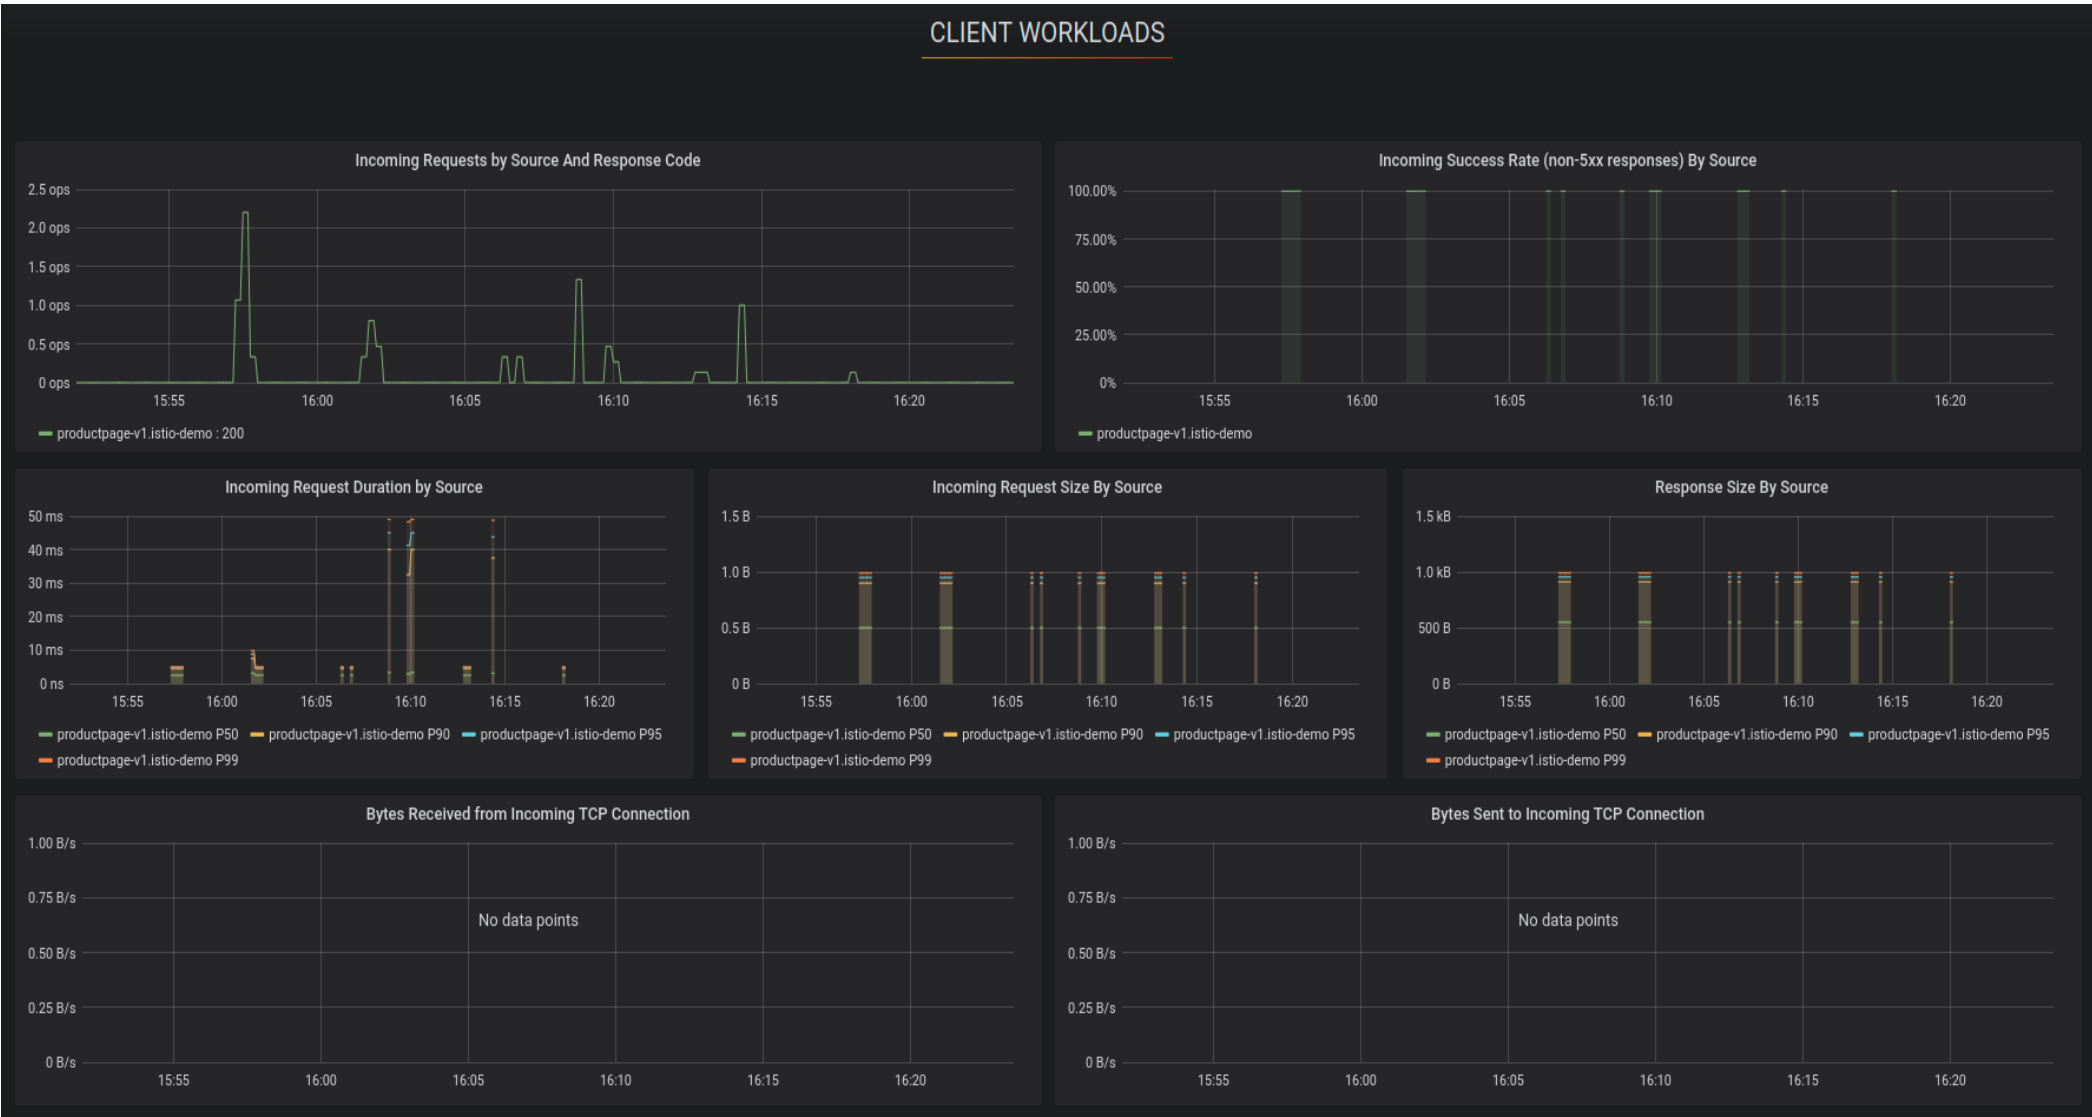 CLIENT WORKLOADS
Incoming Requests by Source And Response Code
2.5 ops
2.0 ops
1.5 ops
1.0 ops
0.5 ops
0 ops
15:55 16:00 16:05 16:10 16:15 16:20
productpage-v1.istio-demo : 200
Incoming Success Rate (non-5xx responses) By Source
100.00%
75.00%
50.00%
25.00%
0%
15:55 16:00 16:05 16:10 16:15 16:20
productpage-v1.istio-demo
Incoming Request Duration by Source
50 ms
40 ms
30 ms
20 ms
10 ms
0 ns
15:55 16:00 16:05 16:10 16:15 16:20
productpage-v1.istio-demo P50 productpage-v1.istio-demo P90 productpage-v1.istio-demo P95
productpage-v1.istio-demo P99
Incoming Request Size By Source
1.5 B
1.0 B
0.5 B
0 B
15:55 16:00 16:05 16:10 16:15 16:20
productpage-v1.istio-demo P50 productpage-v1.istio-demo P90 productpage-v1.istio-demo P95
productpage-v1.istio-demo P99
Response Size By Source
1.5 kB
1.0 kB
500 B
0 B
15:55 16:00 16:05 16:10 16:15 16:20
productpage-v1.istio-demo P50 productpage-v1.istio-demo P90 productpage-v1.istio-demo P95
productpage-v1.istio-demo P99
Bytes Received from Incoming TCP Connection
1.00 B/s
0.75 B/s
No data points
0.50 B/s
0.25 B/s
0 B/s
15:55 16:00 16:05 16:10 16:15 16:20
Bytes Sent to Incoming TCP Connection
1.00 B/s
0.75 B/s
No data points
0.50 B/s
0.25 B/s
0 B/s
15:55 16:00 16:05 16:10 16:15 16:20